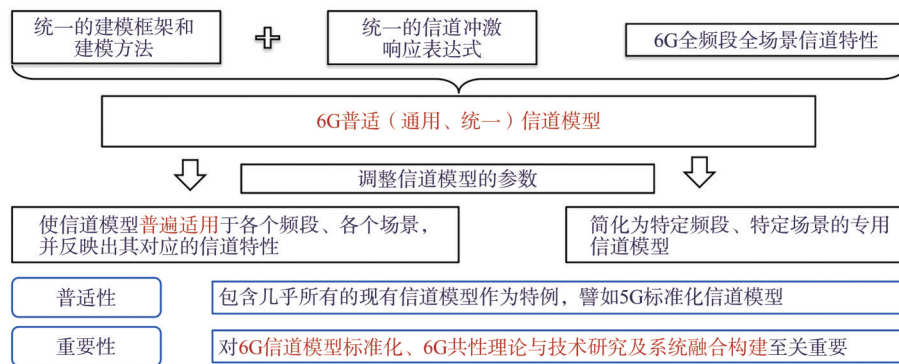 统一的建模框架和
建模方法
统一的信道冲激
响应表达式
6G全频段全场景信道特性
6G普适（通用、统一）信道模型
调整信道模型的参数
使信道模型普遍适用于各个频段、各个场景，
并反映出其对应的信道特性
简化为特定频段、特定场景的专用
信道模型
普适性
包含几乎所有的现有信道模型作为特例，譬如5G标准化信道模型
重要性
对6G信道模型标准化、6G共性理论与技术研究及系统融合构建至关重要